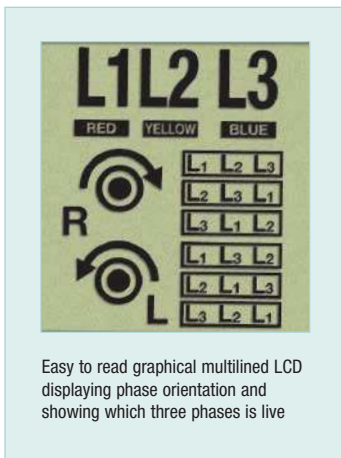 L1 L2 L3
RED YELLOW BLUE
L1 L2 L3
L2 L3 L1
R
L3 L1 L2
L1 L3 L2
L2 L1 L3
L
L3 L2 L1
Easy to read graphical multilined LCD
displaying phase orientation and
showing which three phases is live